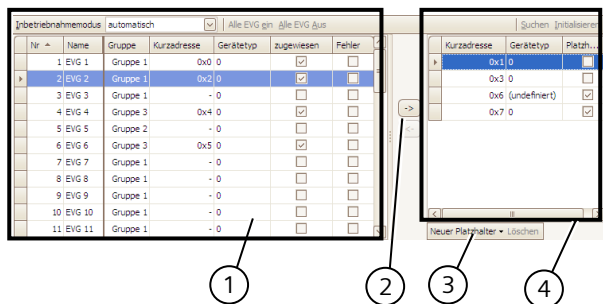 Inbetriebnahmemodus automatisch Alle EVG ein Alle EVG Aus Suchen Initialisieren
Nr Name Gruppe Kurzadresse Gerätetyp zugewiesen Fehler
1 EVG 1 Gruppe 1 0x0 0
2 EVG 2 Gruppe 1 0x2 0
3 EVG 3 Gruppe 1 - 0
4 EVG 4 Gruppe 3 0x4 0
5 EVG 5 Gruppe 2 - 0
6 EVG 6 Gruppe 3 0x5 0
7 EVG 7 Gruppe 1 - 0
8 EVG 8 Gruppe 1 - 0
9 EVG 9 Gruppe 1 - 0
10 EVG 10 Gruppe 1 - 0
11 EVG 11 Gruppe 1 - 0
->
<-
Kurzadresse Gerätetyp Platzh...
0x1 0
0x3 0
0x6 (undefiniert)
0x7 0
Neuer Platzhalter Löschen
1 2 3 4